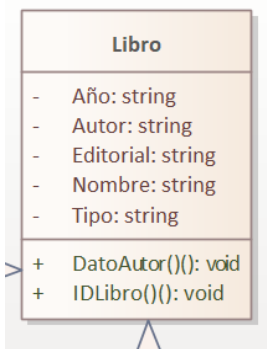 Libro
- Año: string
- Autor: string
- Editorial: string
- Nombre: string
- Tipo: string
+ DatoAutor()(): void
+ IDLibro()(): void